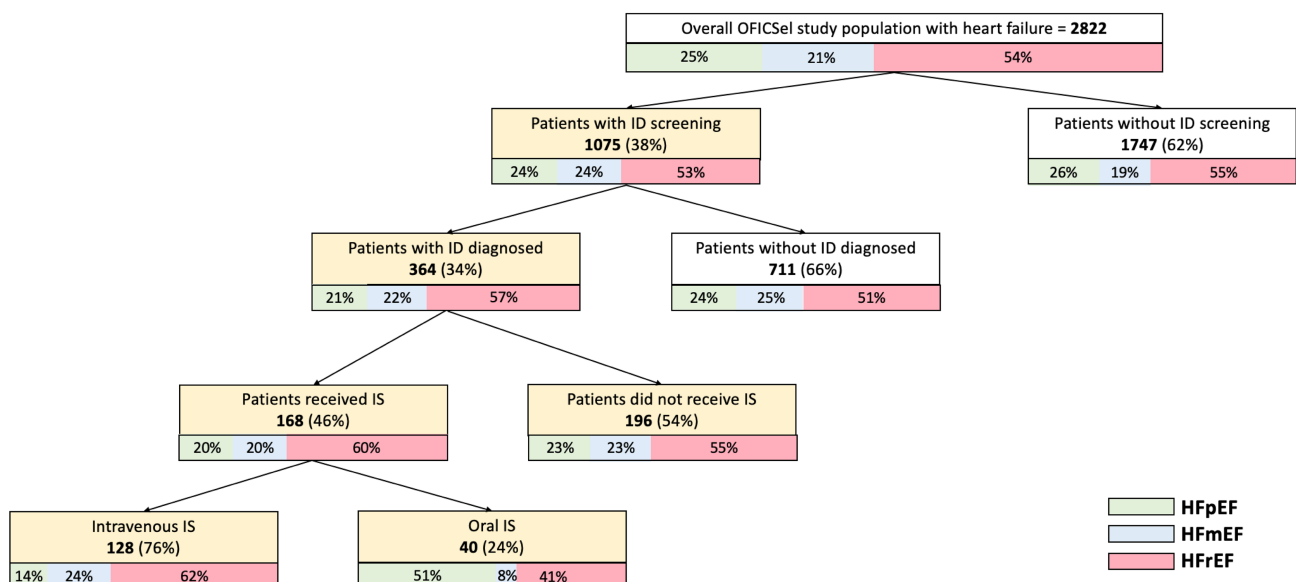 Overall OFICSel study population with heart failure = 2822
25% 21% 54%
Patients with ID screening
1075 (38%)
24% 24% 53%
Patients without ID screening
1747 (62%)
26% 19% 55%
Patients with ID diagnosed
364 (34%)
21% 22% 57%
Patients without ID diagnosed
711 (66%)
24% 25% 51%
Patients received IS
168 (46%)
20% 20% 60%
Patients did not receive IS
196 (54%)
23% 23% 55%
Intravenous IS
128 (76%)
14% 24% 62%
Oral IS
40 (24%)
51% 8% 41%
HFpEF
HFmEF
HFrEF